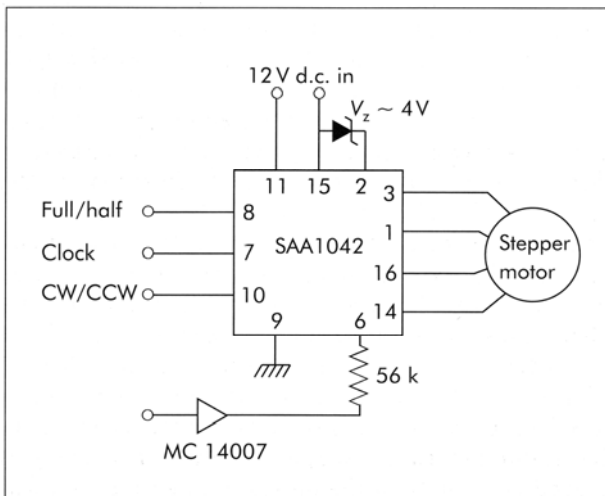 12 V d.c. in
Vz ~ 4V
11 15 2
3
Full/half
8
1
Clock
7
SAA1042
Stepper
motor
16
CW/CCW
10
14
9 6
56 k
MC 14007